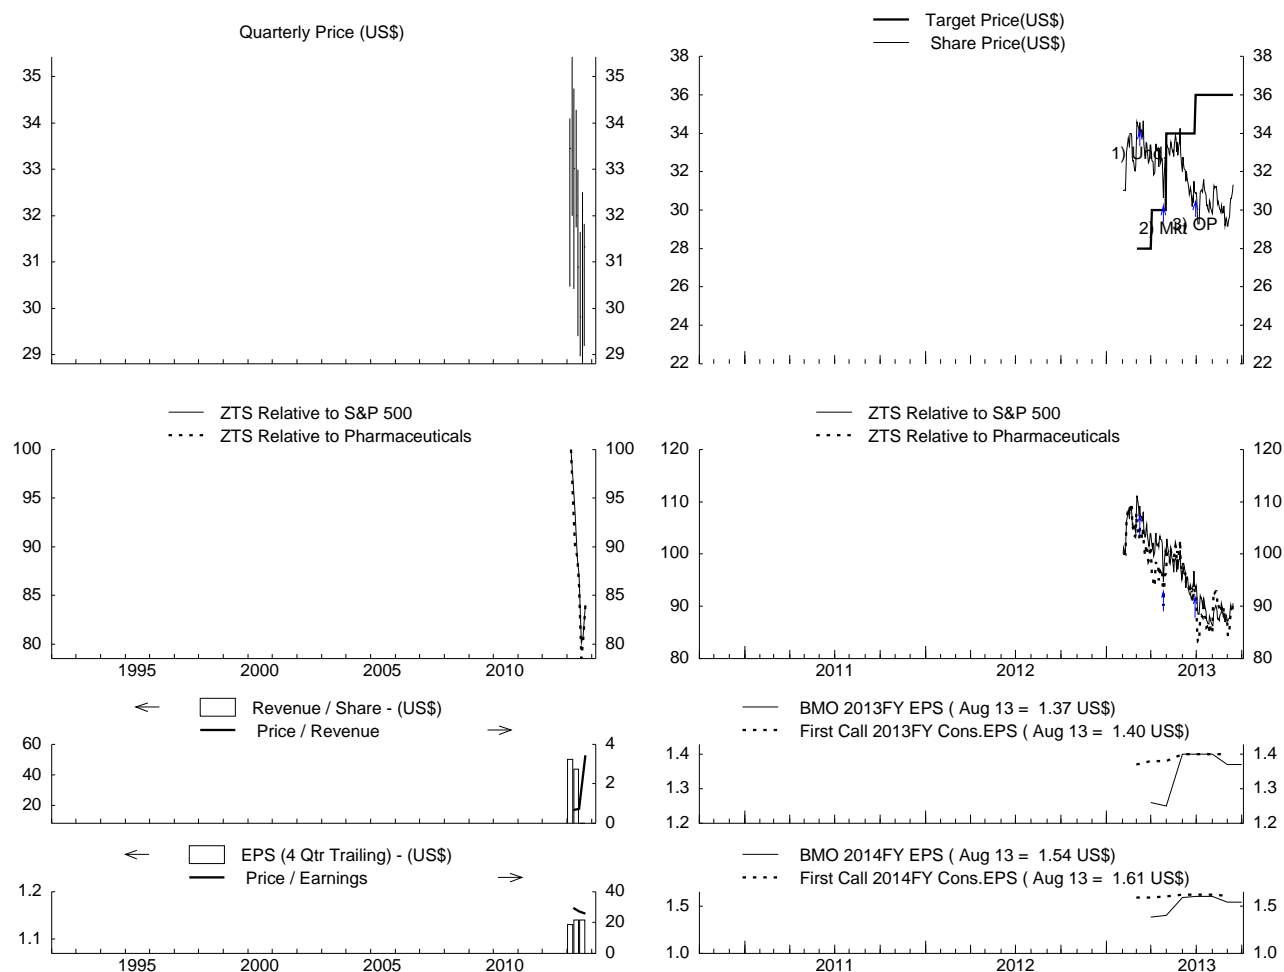 Quarterly Price (US$)
35 35
34 34
33 33
32 32
31 31
30 30
29 29
Target Price(US$)
Share Price(US$)
38 38
36 36
34 34
32 32
30 30
28 28
26 26
24 24
22 22
1) Unq
2) Mkt
3) OP
ZTS Relative to S&P 500
ZTS Relative to Pharmaceuticals
100 100
95 95
90 90
85 85
80 80
1995 2000 2005 2010
ZTS Relative to S&P 500
ZTS Relative to Pharmaceuticals
120 120
110 110
100 100
90 90
80 80
2011 2012 2013
Revenue / Share - (US$)
Price / Revenue
60 4
40 2
20 0
BMO 2013FY EPS ( Aug 13 = 1.37 US$)
First Call 2013FY Cons.EPS ( Aug 13 = 1.40 US$)
1.4 1.4
1.3 1.3
1.2 1.2
EPS (4 Qtr Trailing) - (US$)
Price / Earnings
1.2 40
20
1.1 0
1995 2000 2005 2010
BMO 2014FY EPS ( Aug 13 = 1.54 US$)
First Call 2014FY Cons.EPS ( Aug 13 = 1.61 US$)
1.5 1.5
1.0 1.0
2011 2012 2013